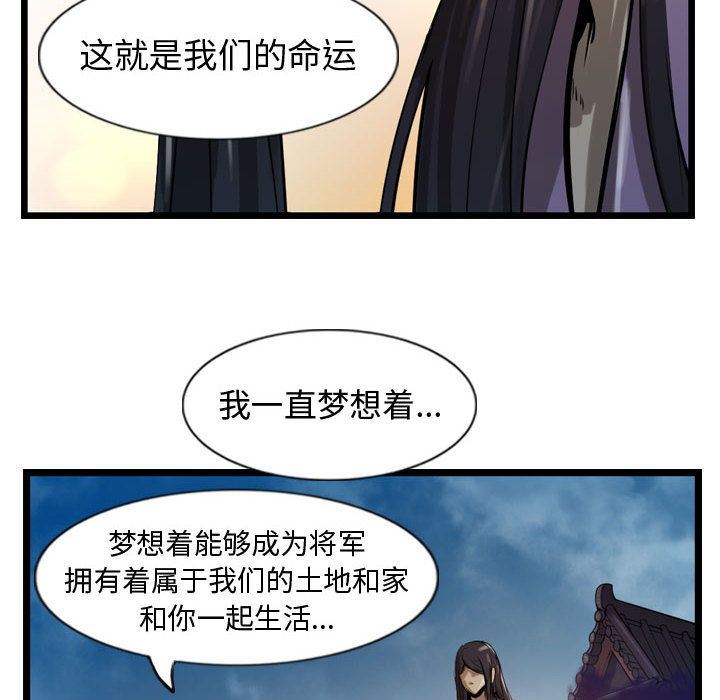 这就是我们的命运
我一直梦想着...
梦想着能够成为将军
拥有着属于我们的土地和家
和你一起生活...